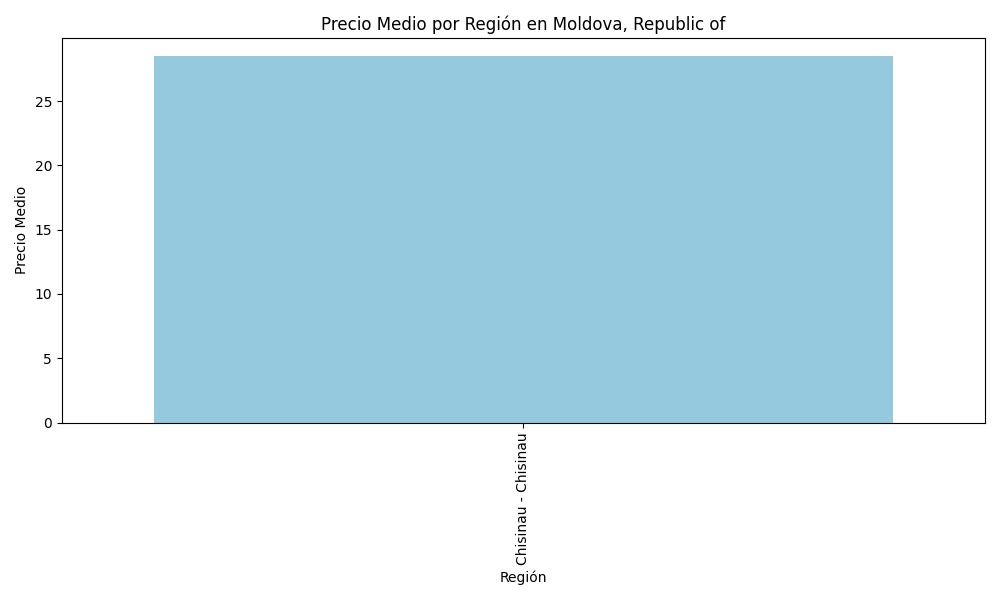 Precio Medio por Región en Moldova, Republic of
Precio Medio
25
20
15
10
5
0
Chisinau - Chisinau
Región